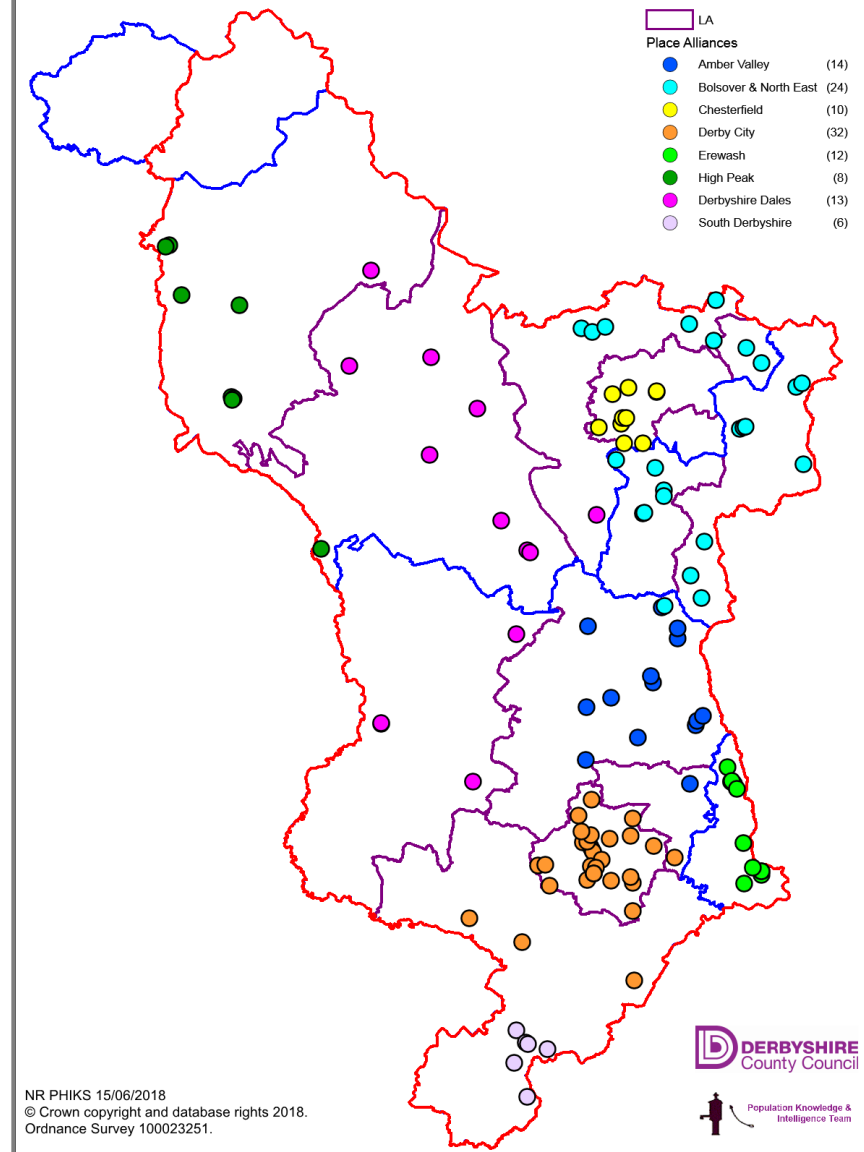 LA
Place Alliances
Amber Valley (14)
Bolsover & North East (24)
Chesterfield (10)
Derby City (32)
Erewash (12)
High Peak (8)
Derbyshire Dales (13)
South Derbyshire (6)
DERBYSHIRE
County Council
Population Knowledge &
Intelligence Team
NR PHIKS 15/06/2018
© Crown copyright and database rights 2018.
Ordnance Survey 100023251.